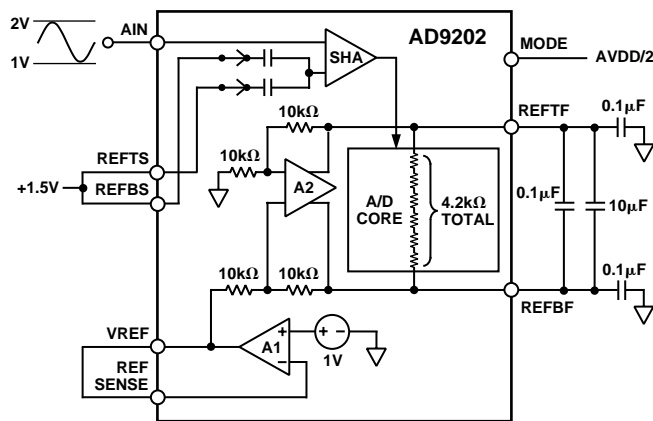 2V
1V
AIN
SHA
AD9202
MODE
AVDD/2
REFTS
REFBS
+1.5V
10kΩ
10kΩ
A2
A/D
CORE
4.2kΩ
TOTAL
REFTF
0.1µF
0.1µF
10µF
0.1µF
REFBF
10kΩ
10kΩ
VREF
REF
SENSE
A1
+
–
+ –
1V